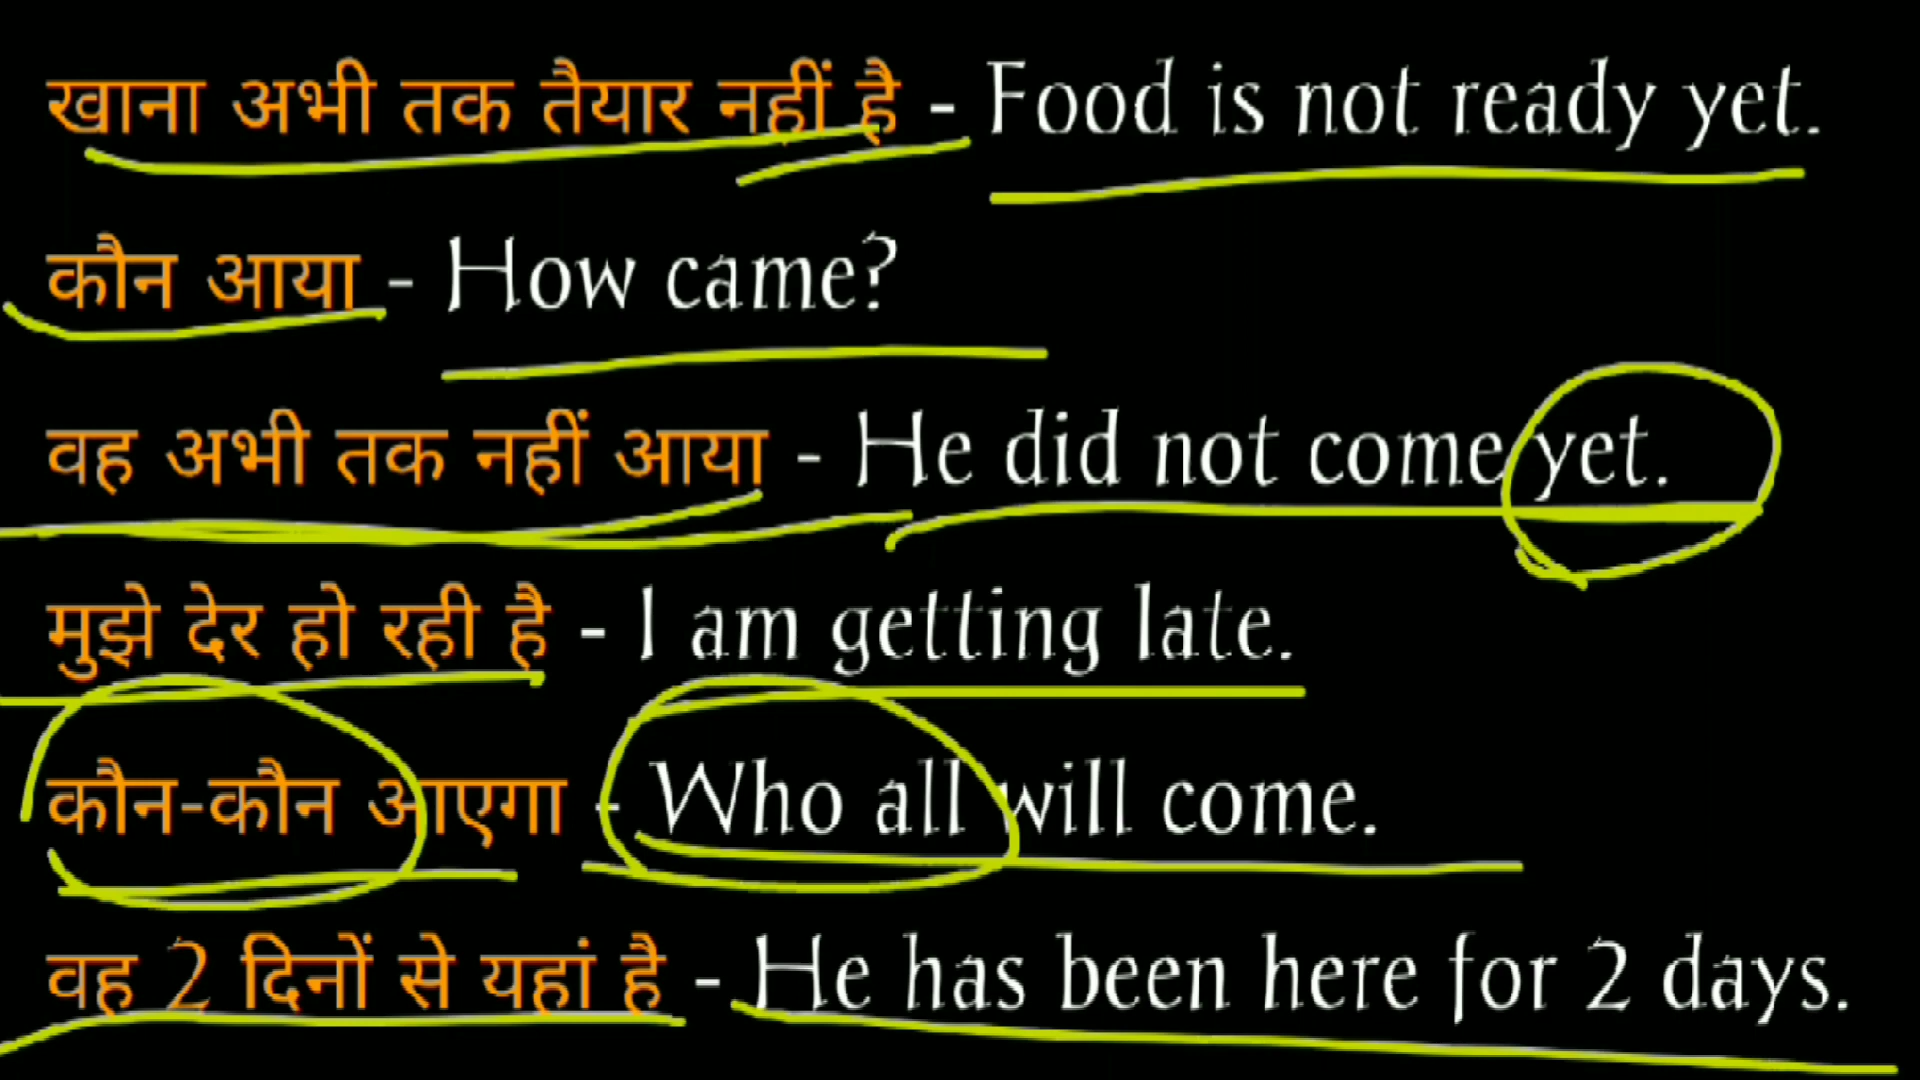 खाना अभी तक तैयार नहीं है - Food is not ready yet.
कौन आया - How came?
वह अभी तक नहीं आया - He did not come yet.
मुझे देर हो रही है - I am getting late.
कौन-कौन आएगा - Who all will come.
वह 2 दिनों से यहां है - He has been here for 2 days.